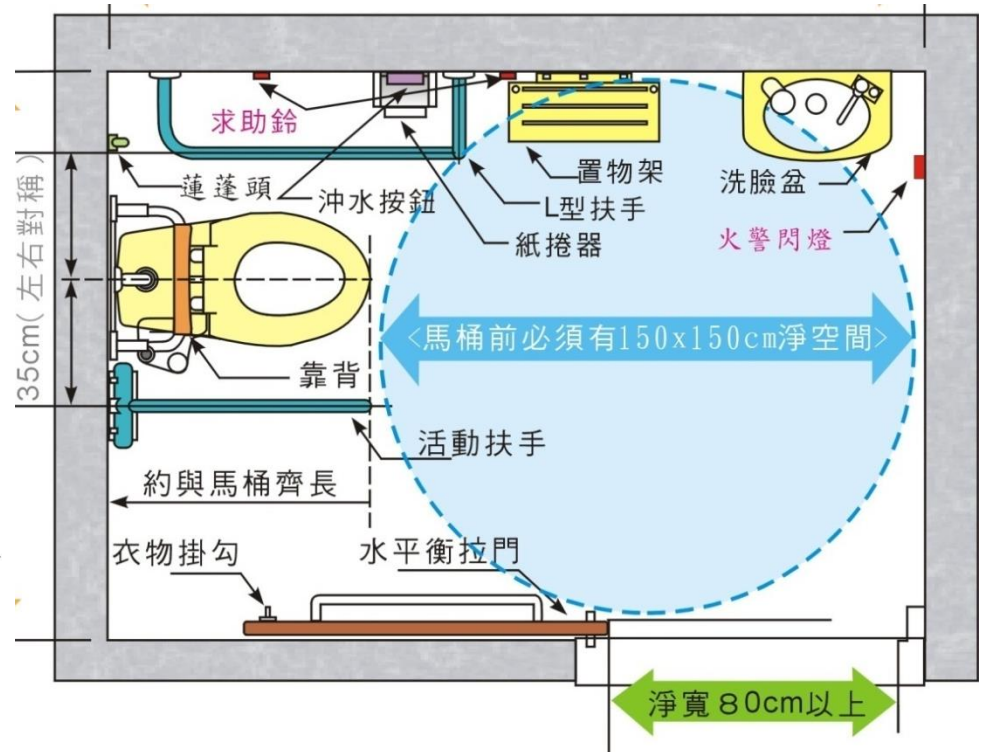 求助鈴
蓮蓬頭
沖水按鈕
置物架
L型扶手
紙捲器
洗臉盆
火警閃燈
35cm(左右對稱)
<馬桶前必須有150x150cm淨空間>
靠背
活動扶手
約與馬桶齊長
衣物掛勾
水平衡拉門
淨寬80cm以上